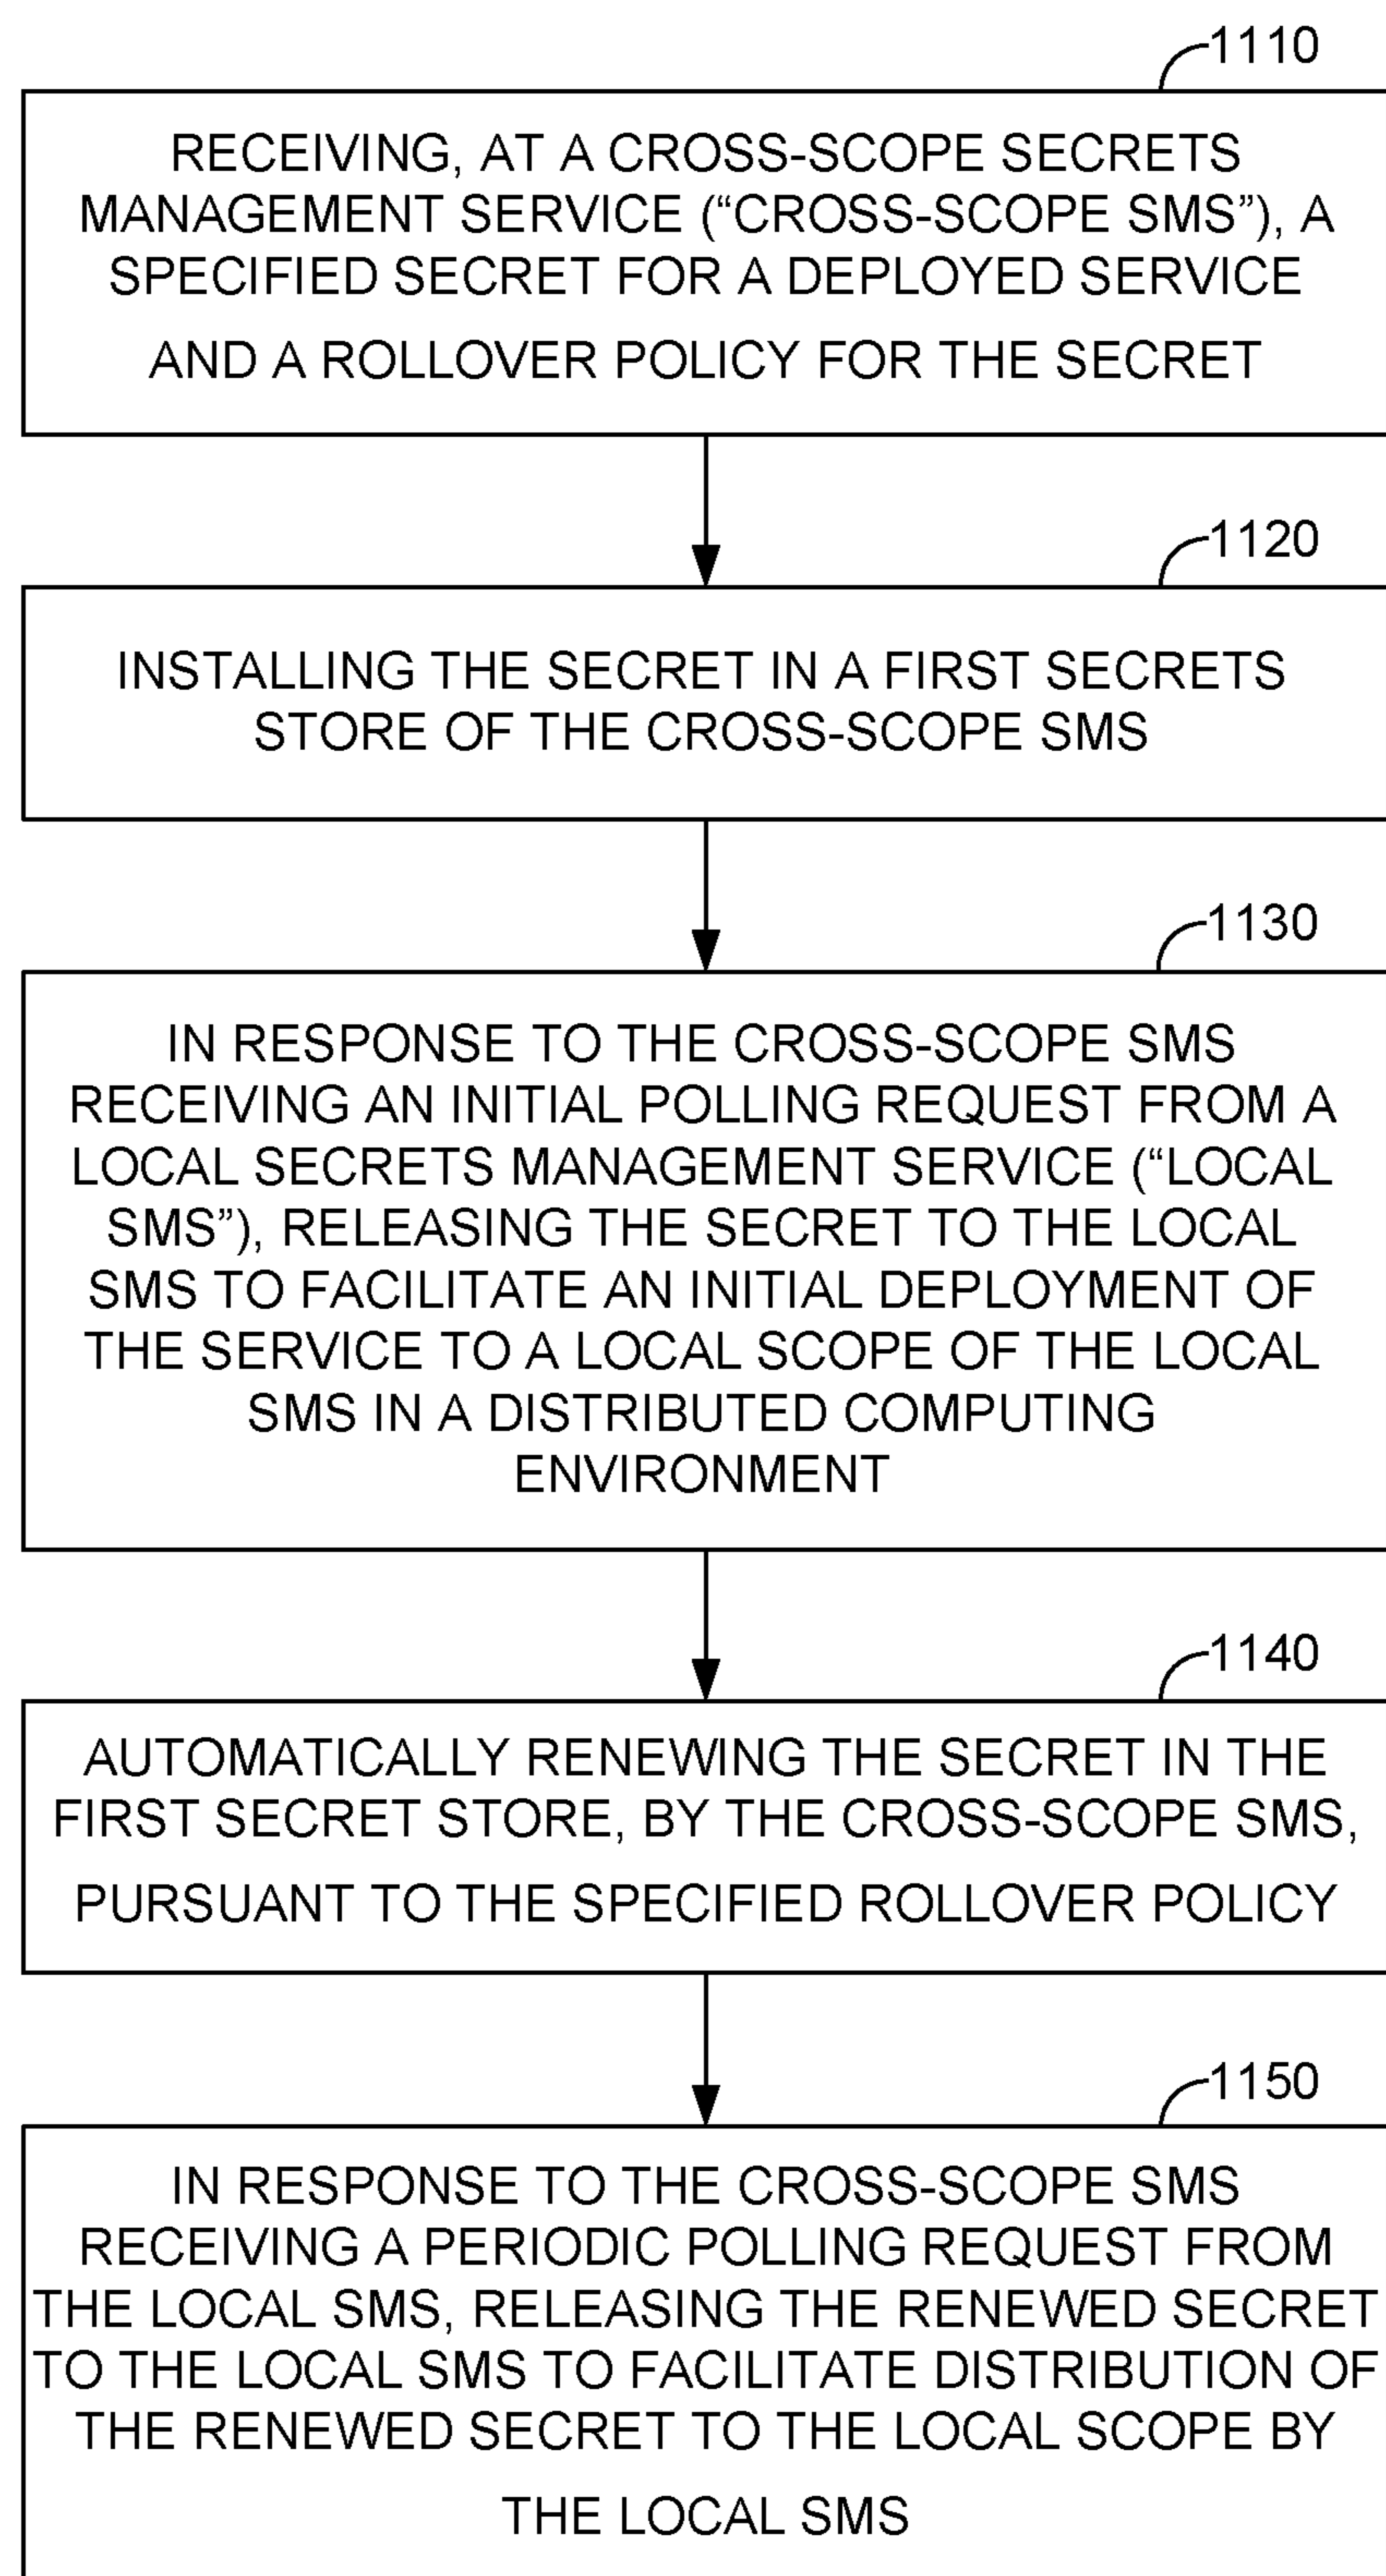 1110
RECEIVING, AT A CROSS-SCOPE SECRETS
MANAGEMENT SERVICE (“CROSS-SCOPE SMS”), A
SPECIFIED SECRET FOR A DEPLOYED SERVICE
AND A ROLLOVER POLICY FOR THE SECRET
1120
INSTALLING THE SECRET IN A FIRST SECRETS
STORE OF THE CROSS-SCOPE SMS
1130
IN RESPONSE TO THE CROSS-SCOPE SMS
RECEIVING AN INITIAL POLLING REQUEST FROM A
LOCAL SECRETS MANAGEMENT SERVICE (“LOCAL
SMS”), RELEASING THE SECRET TO THE LOCAL
SMS TO FACILITATE AN INITIAL DEPLOYMENT OF
THE SERVICE TO A LOCAL SCOPE OF THE LOCAL
SMS IN A DISTRIBUTED COMPUTING
ENVIRONMENT
1140
AUTOMATICALLY RENEWING THE SECRET IN THE
FIRST SECRET STORE, BY THE CROSS-SCOPE SMS,
PURSUANT TO THE SPECIFIED ROLLOVER POLICY
1150
IN RESPONSE TO THE CROSS-SCOPE SMS
RECEIVING A PERIODIC POLLING REQUEST FROM
THE LOCAL SMS, RELEASING THE RENEWED SECRET
TO THE LOCAL SMS TO FACILITATE DISTRIBUTION OF
THE RENEWED SECRET TO THE LOCAL SCOPE BY
THE LOCAL SMS